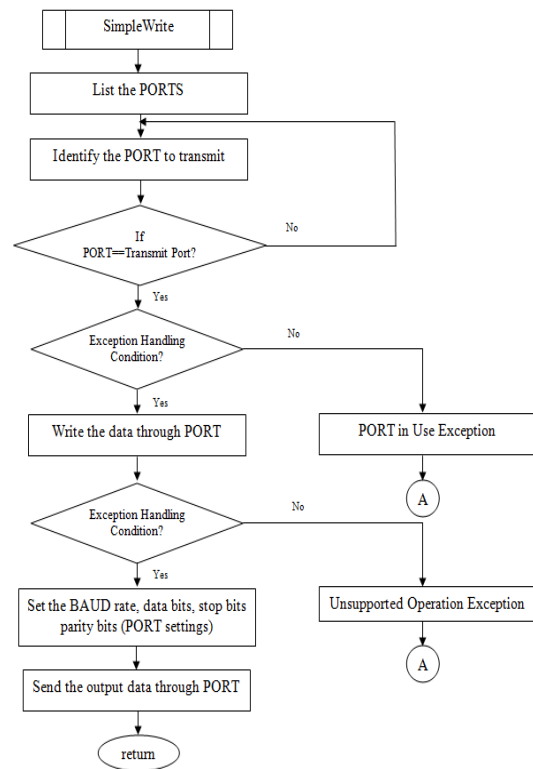 SimpleWrite
List the PORTS
Identify the PORT to transmit
If
PORT==Transmit Port?
No
Yes
Exception Handling
Condition?
No
Yes
Write the data through PORT
PORT in Use Exception
A
Exception Handling
Condition?
No
Yes
Set the BAUD rate, data bits, stop bits
parity bits (PORT settings)
Unsupported Operation Exception
A
Send the output data through PORT
return